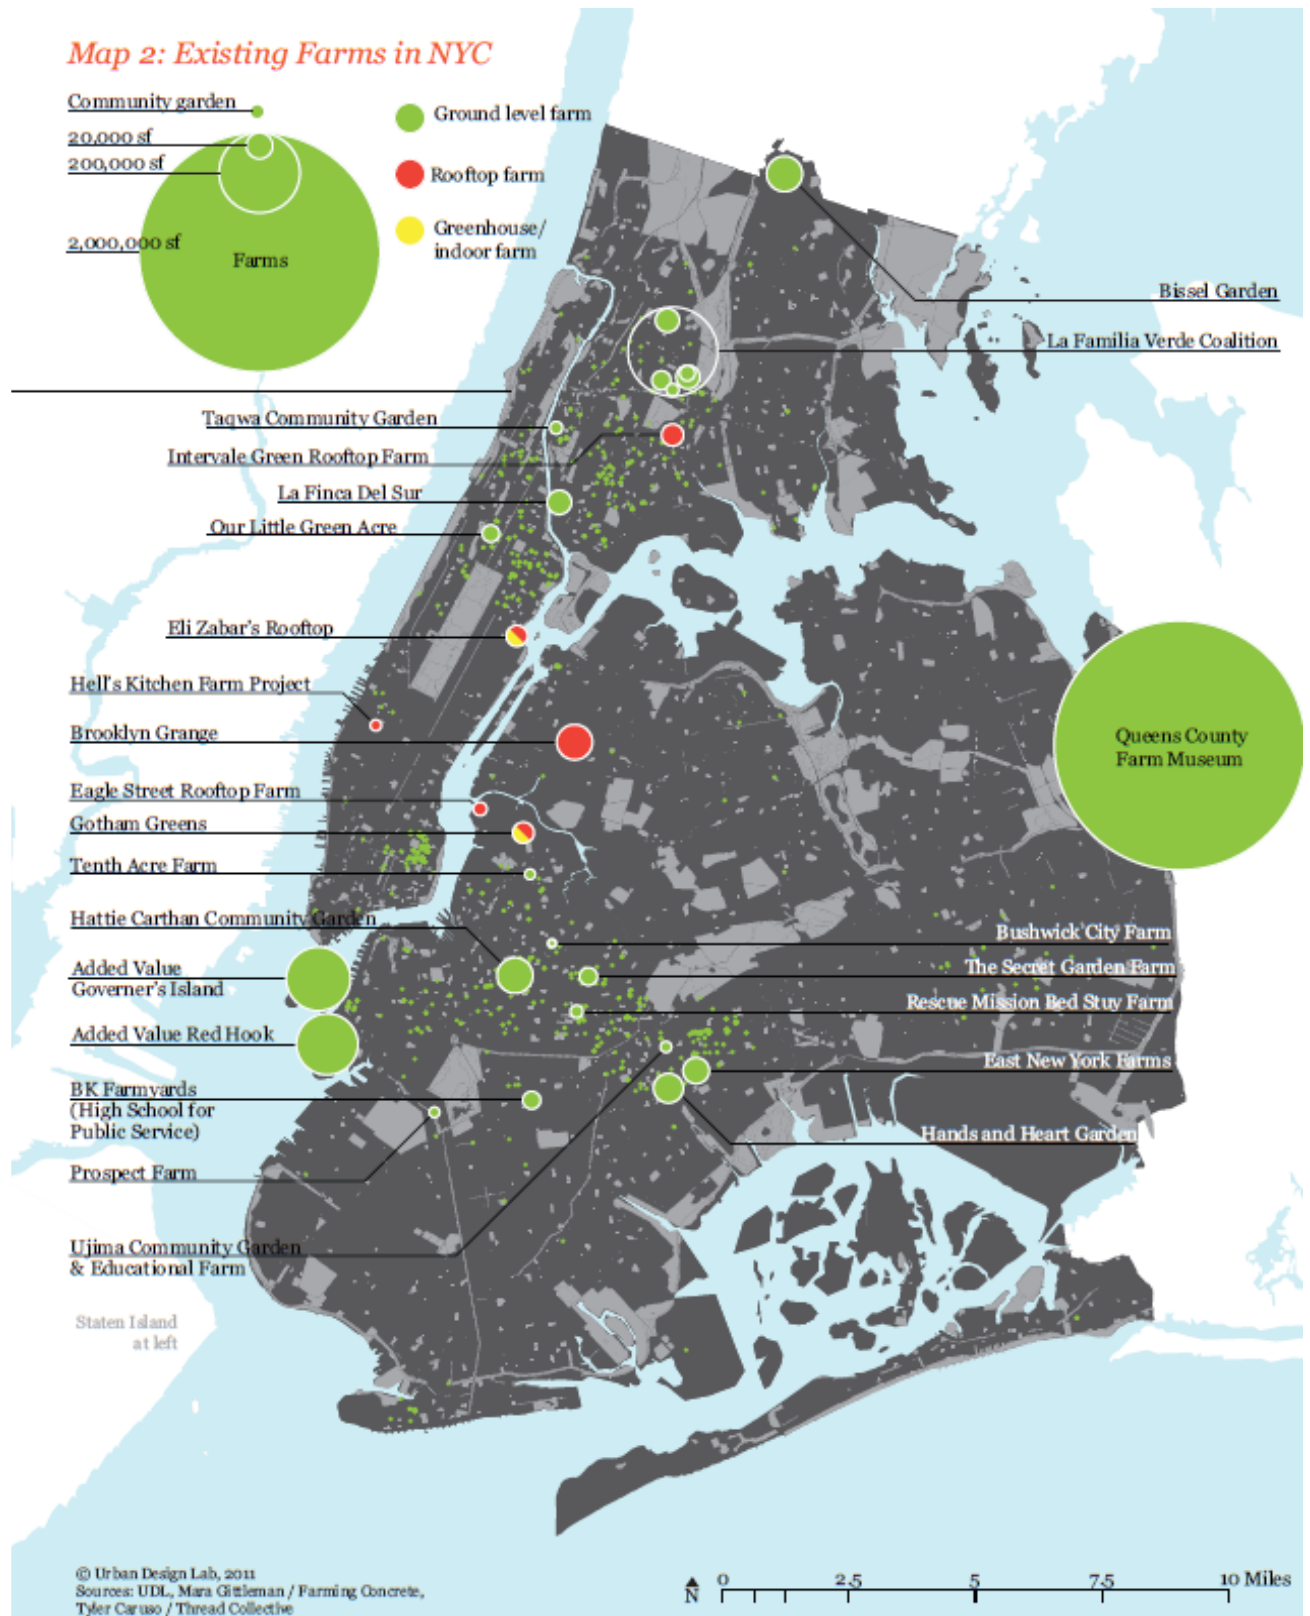 Map 2: Existing Farms in NYC
Community garden
20,000 sf
200,000 sf
2,000,000 sf
Farms
Ground level farm
Rooftop farm
Greenhouse/
indoor farm
Bissel Garden
La Familia Verde Coalition
Taqwa Community Garden
Intervale Green Rooftop Farm
La Finca Del Sur
Our Little Green Acre
Eli Zabar's Rooftop
Hell's Kitchen Farm Project
Brooklyn Grange
Eagle Street Rooftop Farm
Gotham Greens
Tenth Acre Farm
Hattie Carthan Community Garden
Added Value
Governer's Island
Added Value Red Hook
BK Farmyards
(High School for
Public Service)
Prospect Farm
Ujima Community Garden
& Educational Farm
Queens County
Farm Museum
Bushwick City Farm
The Secret Garden Farm
Rescue Mission Bed Stuy Farm
East New York Farms
Hands and Heart Garden
Staten Island
at left
© Urban Design Lab, 2011
Sources: UDL, Mara Gittleman / Farming Concrete,
Tyler Caruso / Thread Collective
N
0 2.5 5 7.5 10 Miles